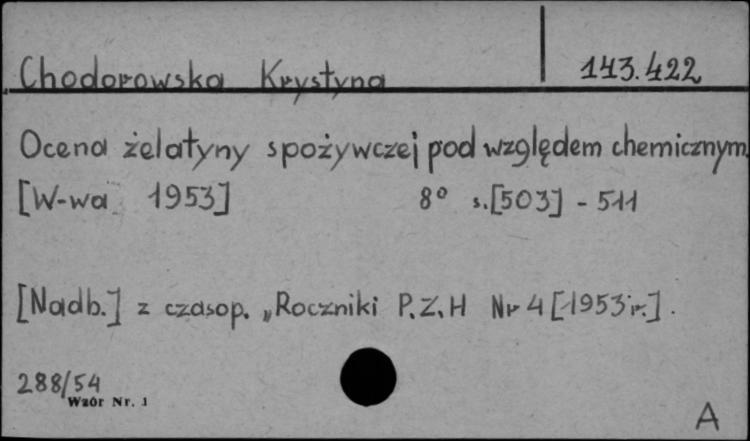 Chodorowska Krystyna 143.422
Ocena żelatyny spożywczej pod względem chemicznym.
[W-wa 1953] 8° s.[503] - 511
[Nadb.] z czasop. „Roczniki P.Z.H Nr 4 [1953 r.].
288/54
Wzór Nr. 1
A